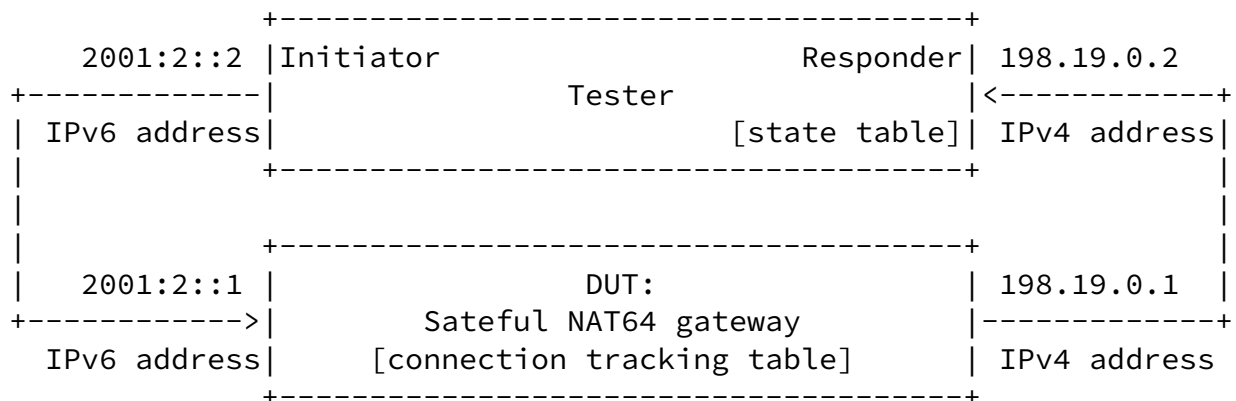 2001:2::2 Initiator Responder 198.19.0.2
Tester
IPv6 address [state table] IPv4 address
2001:2::1 DUT: 198.19.0.1
Sateful NAT64 gateway
IPv6 address [connection tracking table] IPv4 address